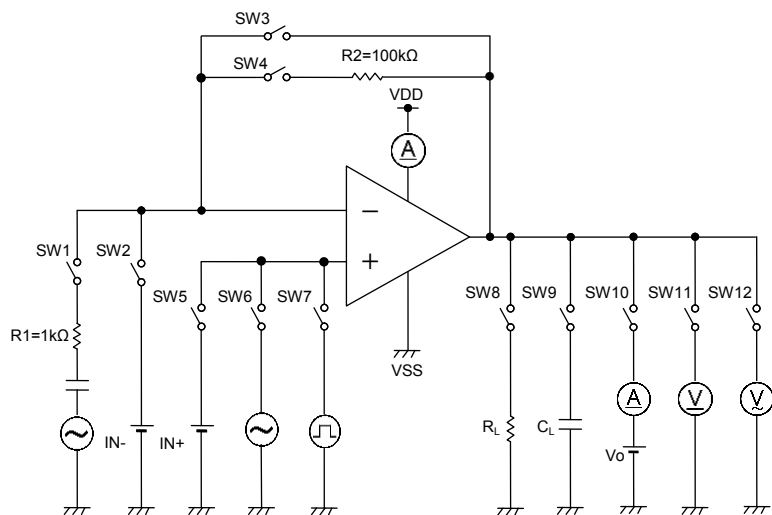 SW3
R2=100kΩ
SW4
VDD
A
SW1
SW2
SW5
SW6
SW7
SW8
SW9
SW10
SW11
SW12
R1=1kΩ
VSS
A
V
V
IN-
IN+
RL
CL
Vo